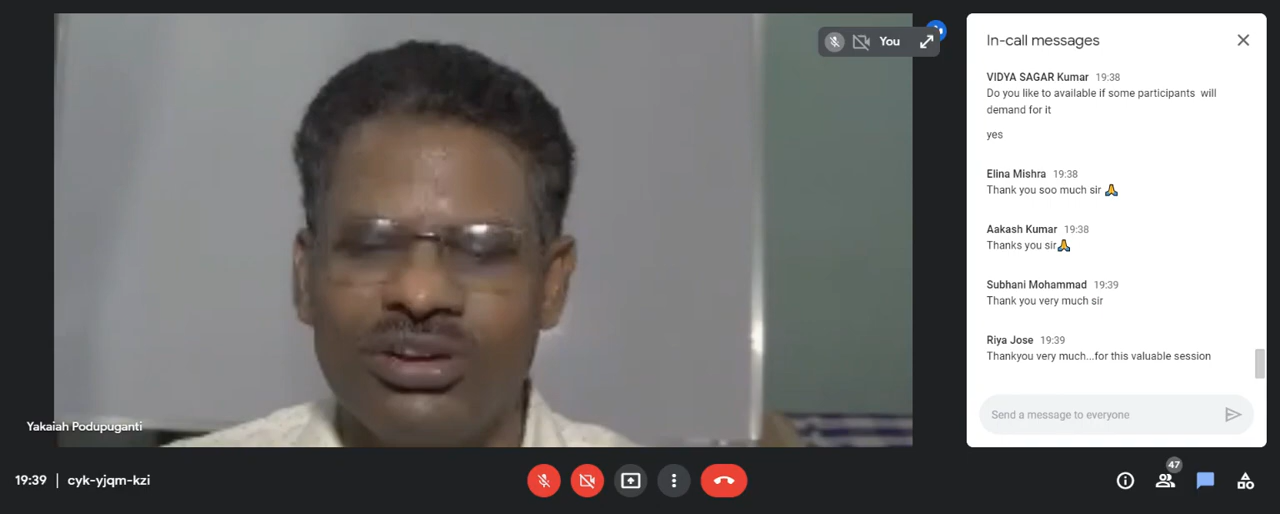 You
In-call messages
VIDYA SAGAR Kumar 19:38
Do you like to available if some participants will
demand for it
yes
Elina Mishra 19:38
Thank you soo much sir 🙏
Aakash Kumar 19:38
Thanks you sir🙏
Subhani Mohammad 19:39
Thank you very much sir
Riya Jose 19:39
Thankyou very much...for this valuable session
Send a message to everyone
Yakaiah Podupuganti
19:39 | cyk-yjqm-kzi
47